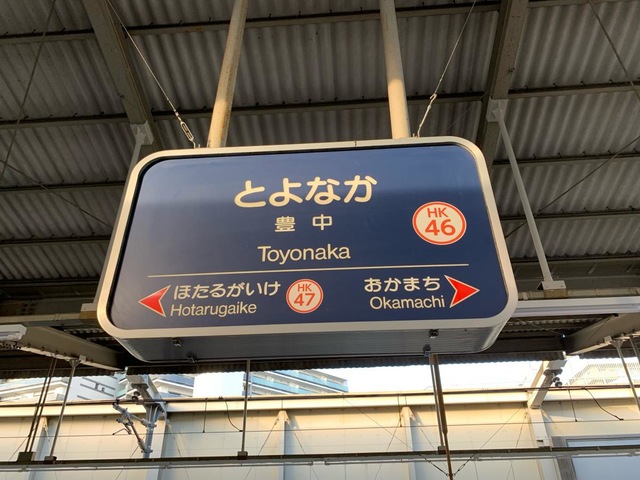 とよなか
豊中
HK
46
Toyonaka
ほたるがいけ
Hotarugaike
HK
47
おかまち
Okamachi